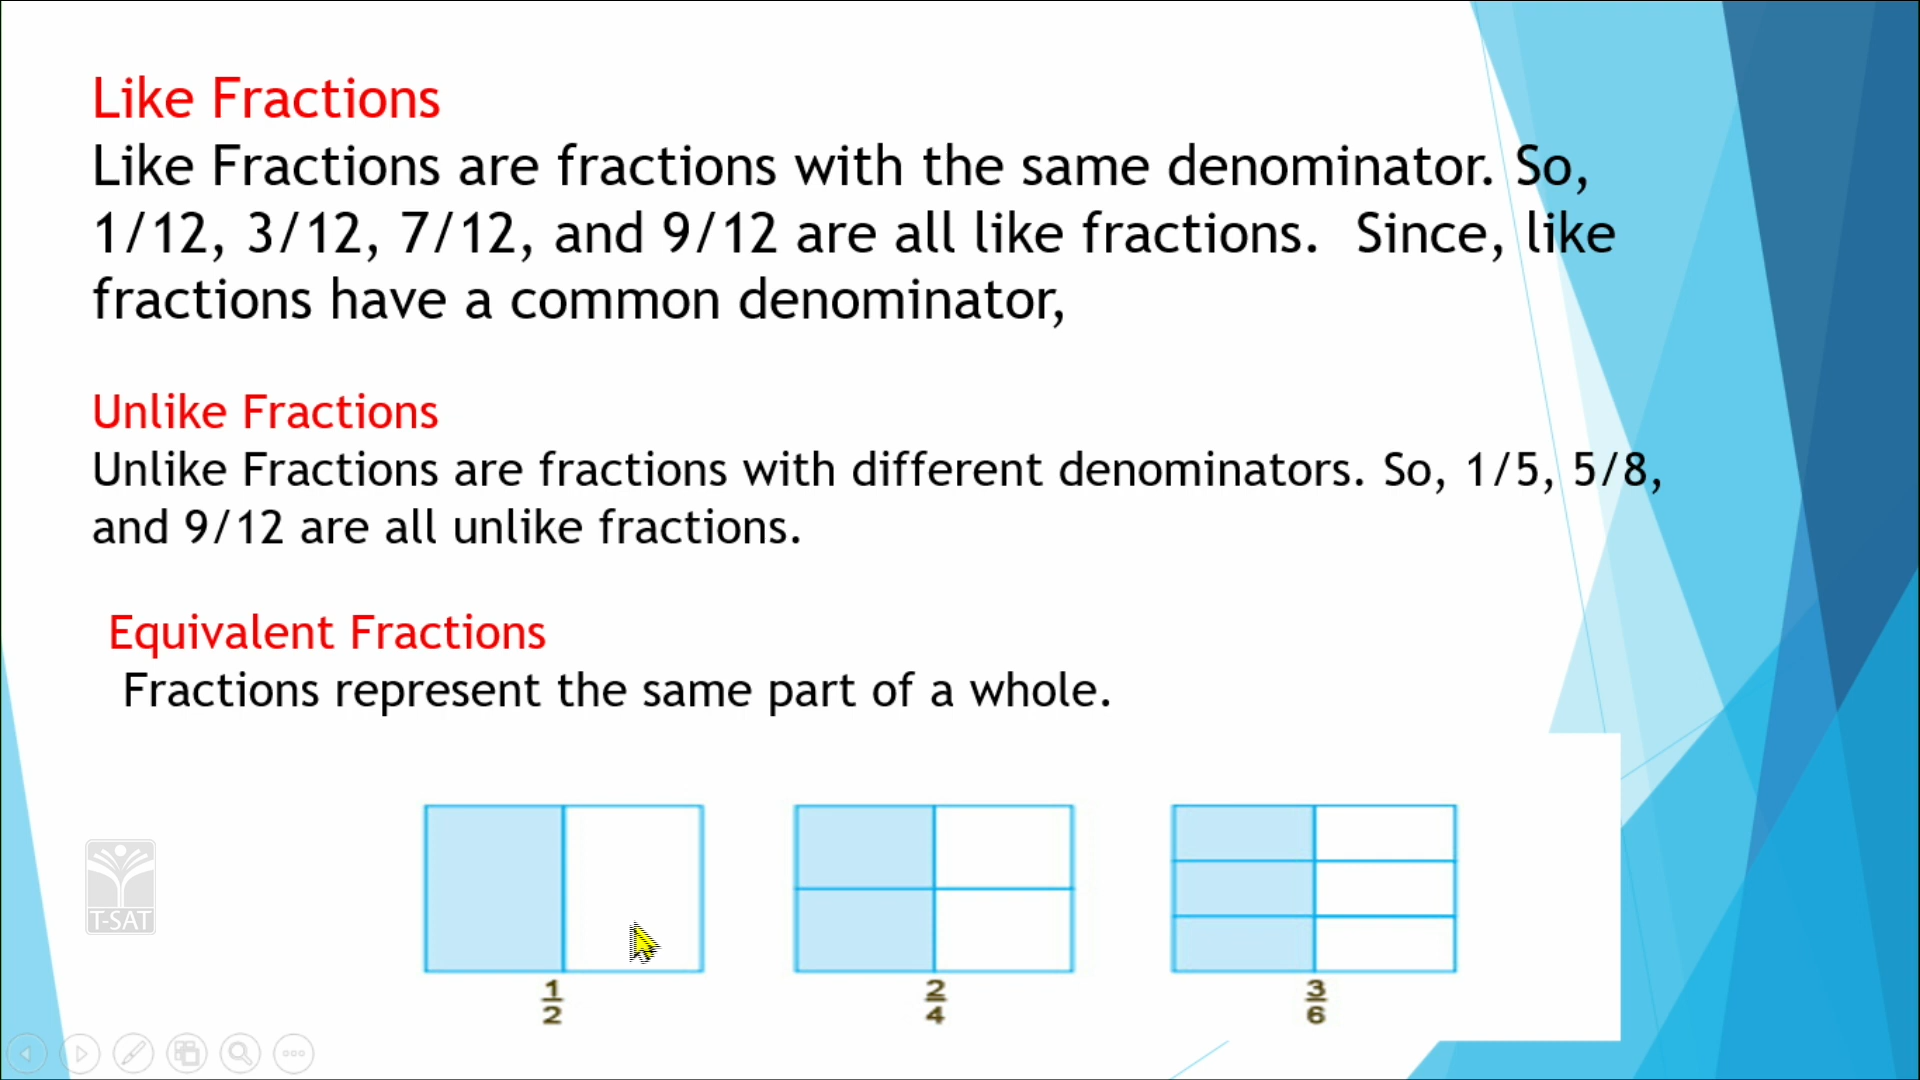 Like Fractions
Like Fractions are fractions with the same denominator. So,
1/12, 3/12, 7/12, and 9/12 are all like fractions.  Since, like
fractions have a common denominator,
Unlike Fractions
Unlike Fractions are fractions with different denominators. So, 1/5, 5/8,
and 9/12 are all unlike fractions.
Equivalent Fractions
Fractions represent the same part of a whole.
T-SAT
1/2 2/4 3/6